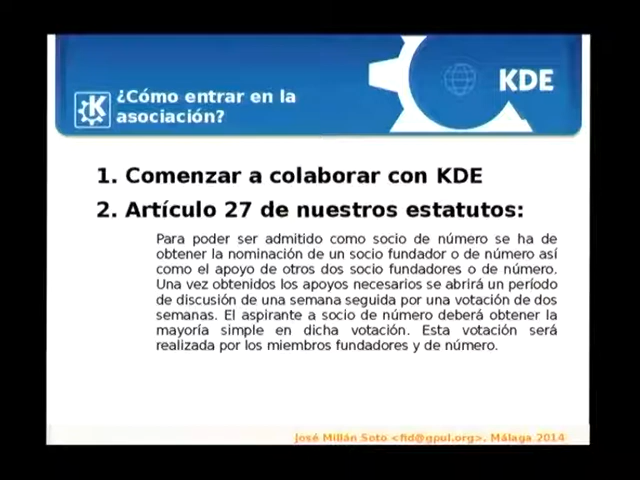 ¿Cómo entrar en la
asociación?
KDE
1. Comenzar a colaborar con KDE
2. Artículo 27 de nuestros estatutos:
Para poder ser admitido como socio de número se ha de
obtener la nominación de un socio fundador o de número así
como el apoyo de otros dos socio fundadores o de número.
Una vez obtenidos los apoyos necesarios se abrirá un período
de discusión de una semana seguida por una votación de dos
semanas. El aspirante a socio de número deberá obtener la
mayoría simple en dicha votación. Esta votación será
realizada por los miembros fundadores y de número.
José Millán Soto <fid@gpul.org>. Málaga 2014